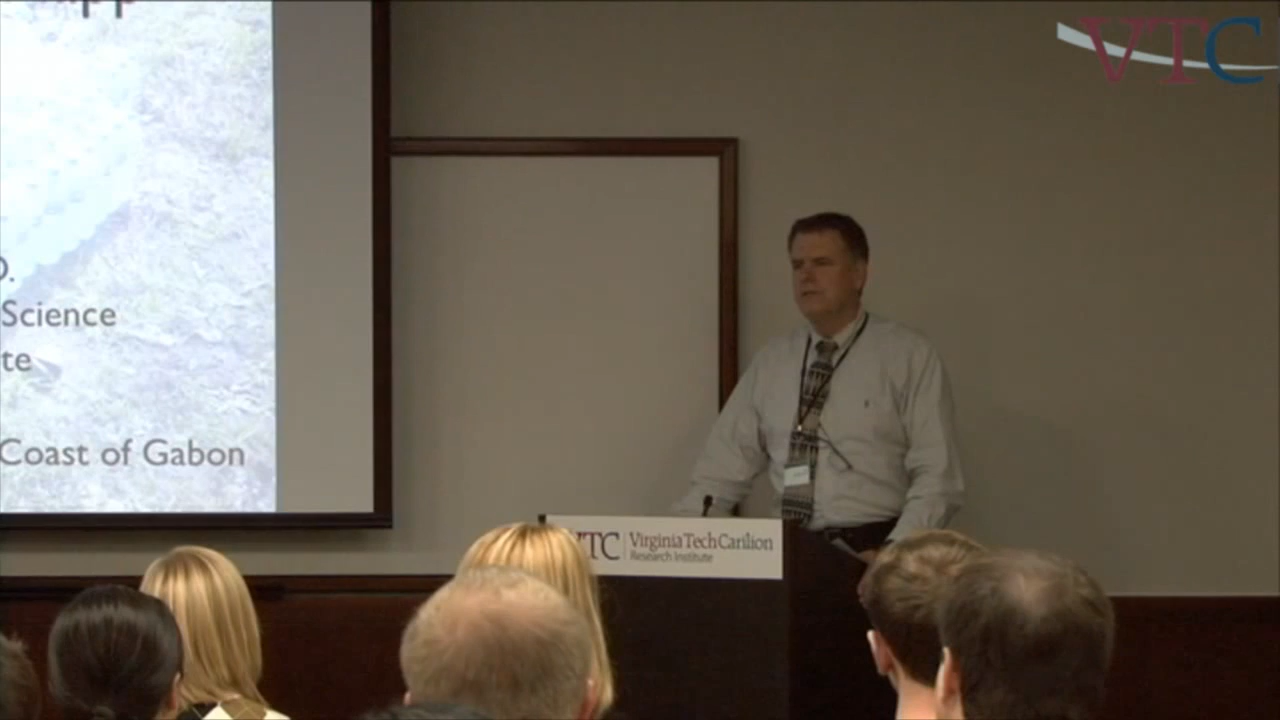 VTC
D.
Science
te
Coast of Gabon
VTC
Virginia Tech Carilion
Research Institute